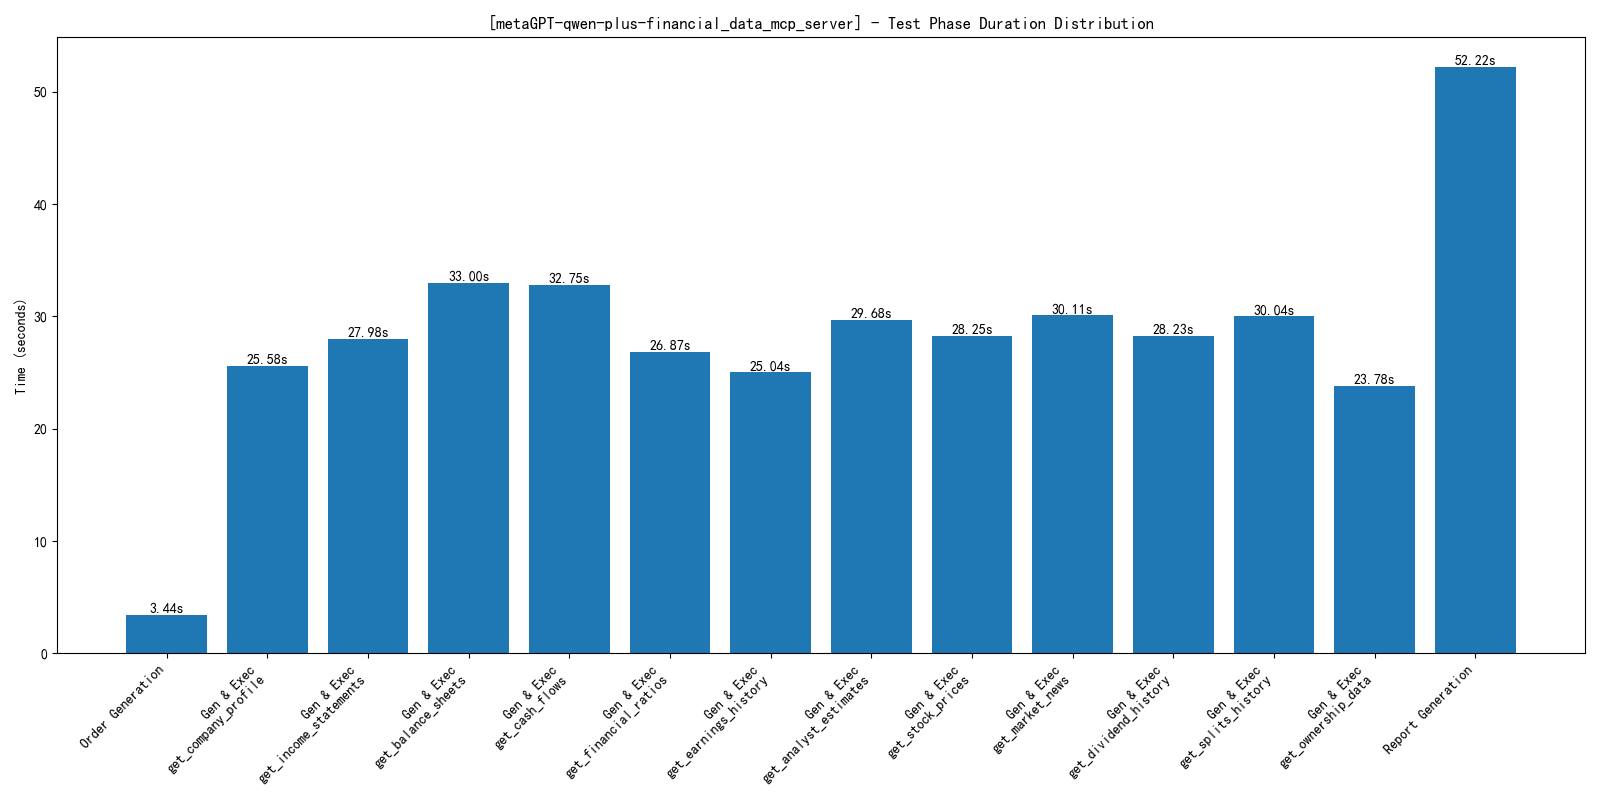 [metaGPT-qwen-plus-financial_data_mcp_server] - Test Phase Duration Distribution
Time (seconds)
50
40
30
20
10
0
3.44s
25.58s
27.98s
33.00s
32.75s
26.87s
25.04s
29.68s
28.25s
30.11s
28.23s
30.04s
23.78s
52.22s
Order Generation
Gen & Exec
get_company_profile
Gen & Exec
get_income_statements
Gen & Exec
get_balance_sheets
Gen & Exec
get_cash_flows
Gen & Exec
get_financial_ratios
Gen & Exec
get_earnings_history
Gen & Exec
get_analyst_estimates
Gen & Exec
get_stock_prices
Gen & Exec
get_market_news
Gen & Exec
get_dividend_history
Gen & Exec
get_splits_history
Gen & Exec
get_ownership_data
Report Generation